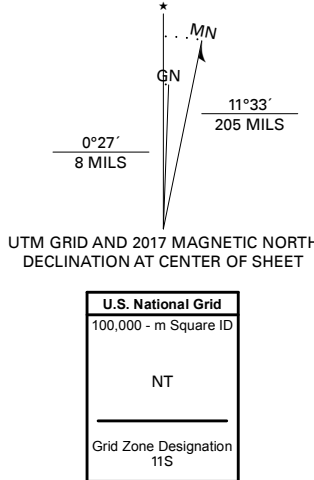 ★
MN
GN
0°27´
8 MILS
11°33´
205 MILS
UTM GRID AND 2017 MAGNETIC NORTH
DECLINATION AT CENTER OF SHEET
U.S. National Grid
100,000 - m Square ID
NT
Grid Zone Designation
11S